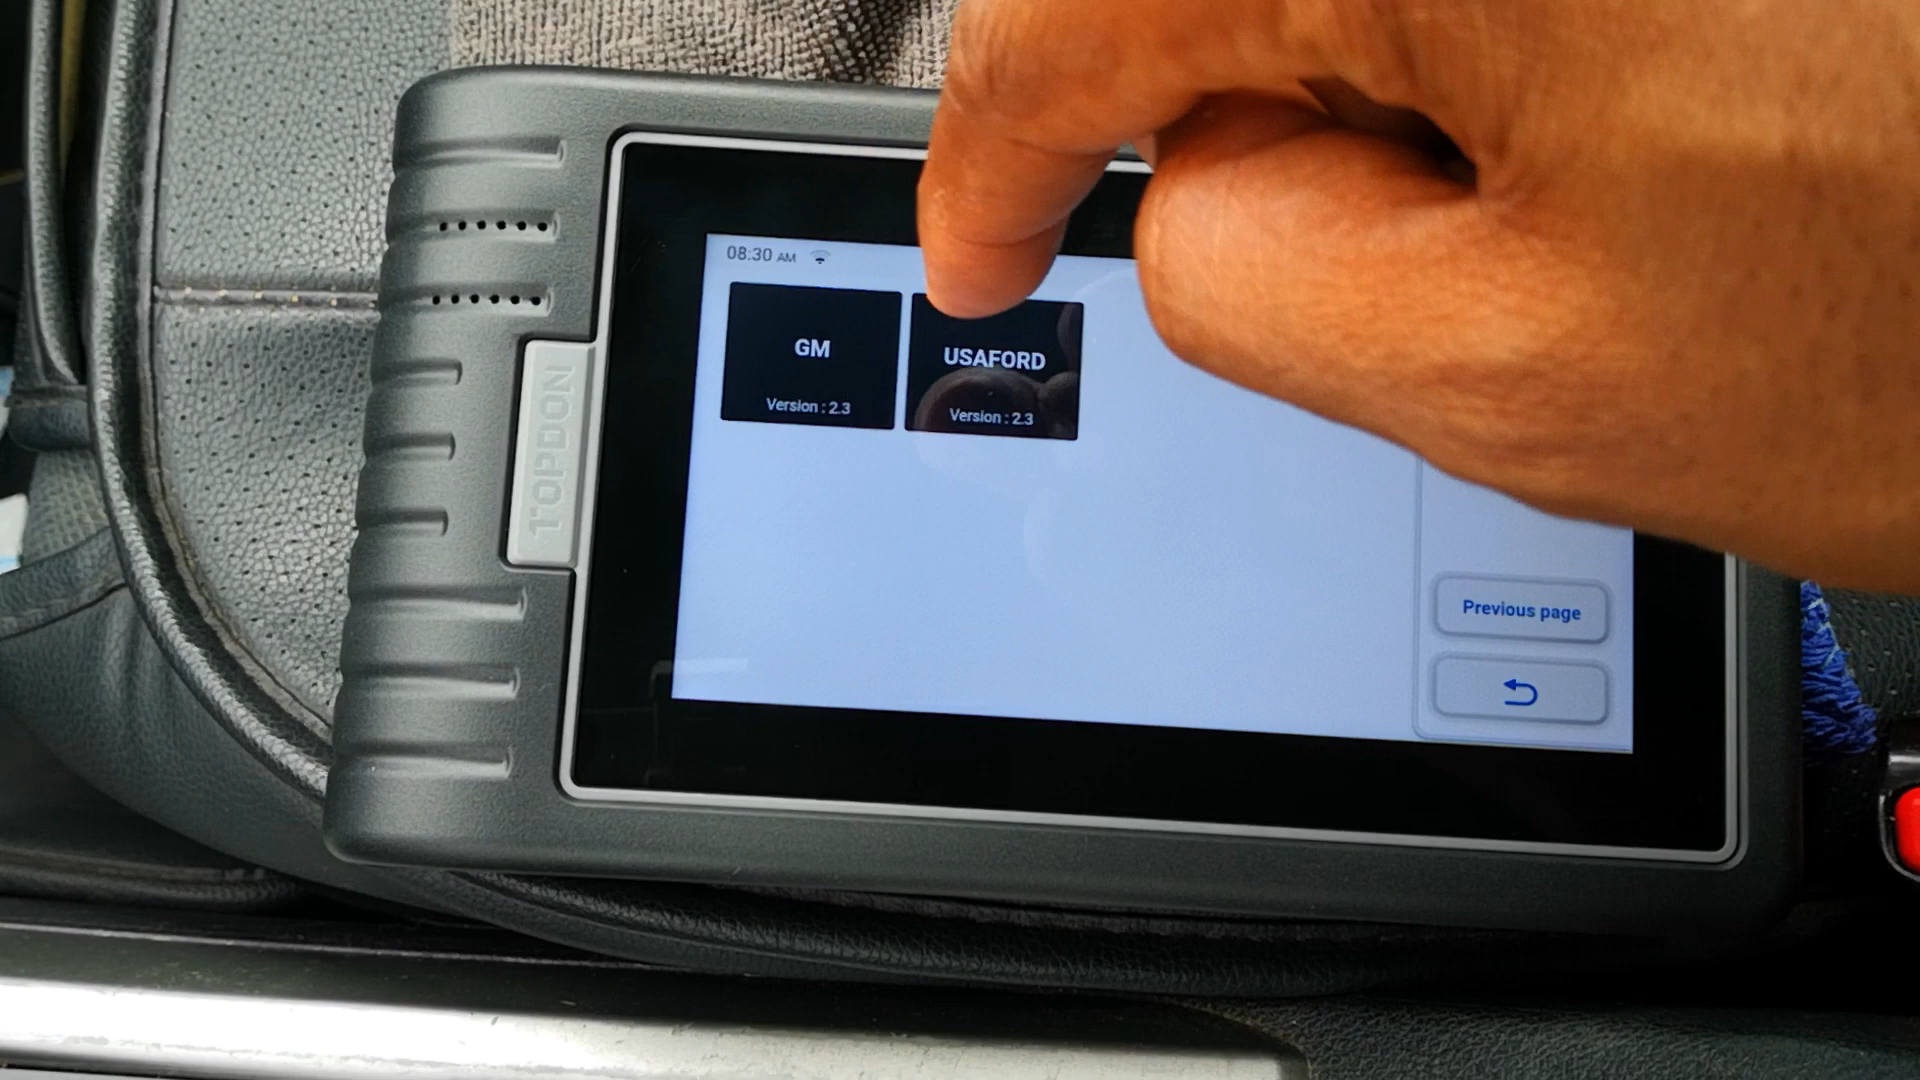 08:30 AM
GM
Version : 2.3
USAFORD
Version : 2.3
Previous page
TOPDON